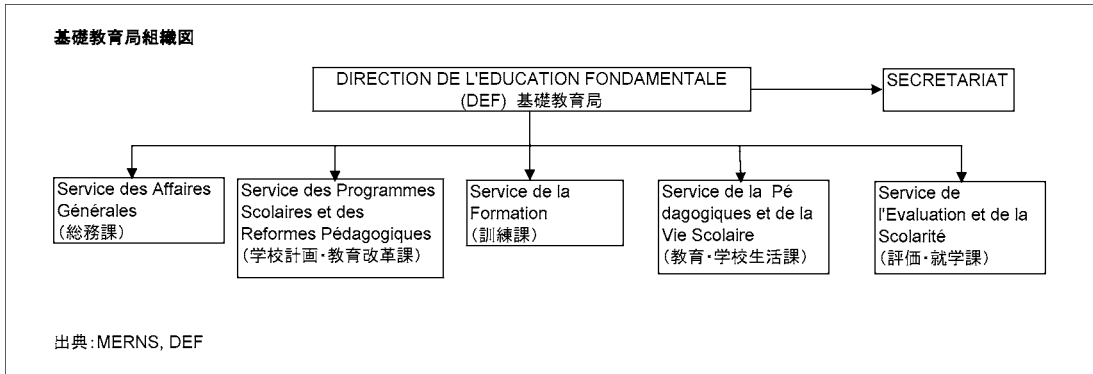 基礎教育局組織図
DIRECTION DE L'EDUCATION FONDAMENTALE
(DEF) 基礎教育局
SECRETARIAT
Service des Affaires
Générales
(総務課)
Service des Programmes
Scolaires et des
Reformes Pédagogiques
(学校計画・教育改革課)
Service de la
Formation
(訓練課)
Service de la Pé
dagogiques et de la
Vie Scolaire
(教育・学校生活課)
Service de
l'Evaluation et de la
Scolarité
(評価・就学課)
出典:MERNS, DEF